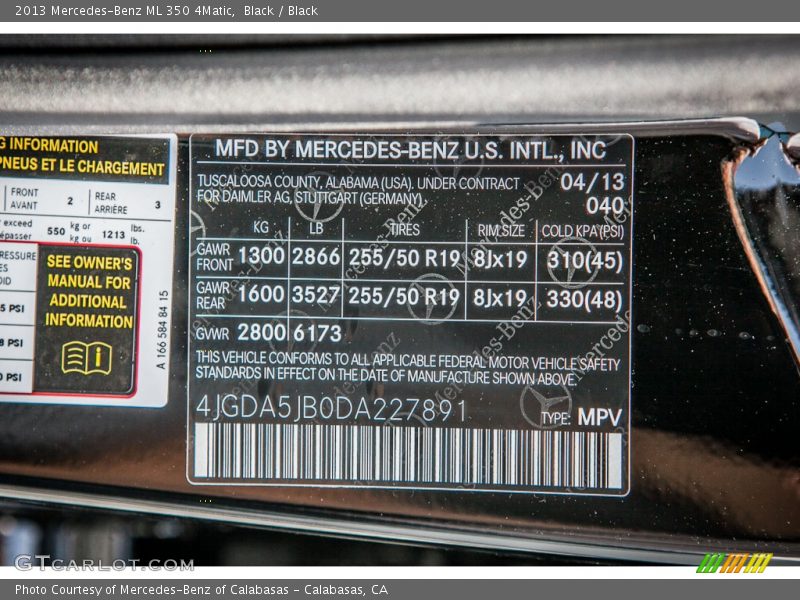 2013 Mercedes-Benz ML 350 4Matic,  Black / Black
G INFORMATION
PNEUS ET LE CHARGEMENT
FRONT AVANT 2 REAR ARRIÈRE 3
exceed 550 kg or kg ou 1213 lbs. lb.
SEE OWNER'S
MANUAL FOR
ADDITIONAL
INFORMATION
5 PSI
8 PSI
0 PSI
A 166 584 84 15
MFD BY MERCEDES-BENZ U.S. INTL., INC
TUSCALOOSA COUNTY, ALABAMA (USA). UNDER CONTRACT 04/13
FOR DAIMLER AG, STUTTGART (GERMANY). 040
KG LB TIRES RIM SIZE COLD KPA(PSI)
GAWR FRONT 1300 2866 255/50 R19 8Jx19 310(45)
GAWR REAR 1600 3527 255/50 R19 8Jx19 330(48)
GVWR 2800 6173
THIS VEHICLE CONFORMS TO ALL APPLICABLE FEDERAL MOTOR VEHICLE SAFETY
STANDARDS IN EFFECT ON THE DATE OF MANUFACTURE SHOWN ABOVE.
4JGDA5JB0DA227891 TYPE: MPV
GTCARLOT.COM
Photo Courtesy of Mercedes-Benz of Calabasas - Calabasas, CA